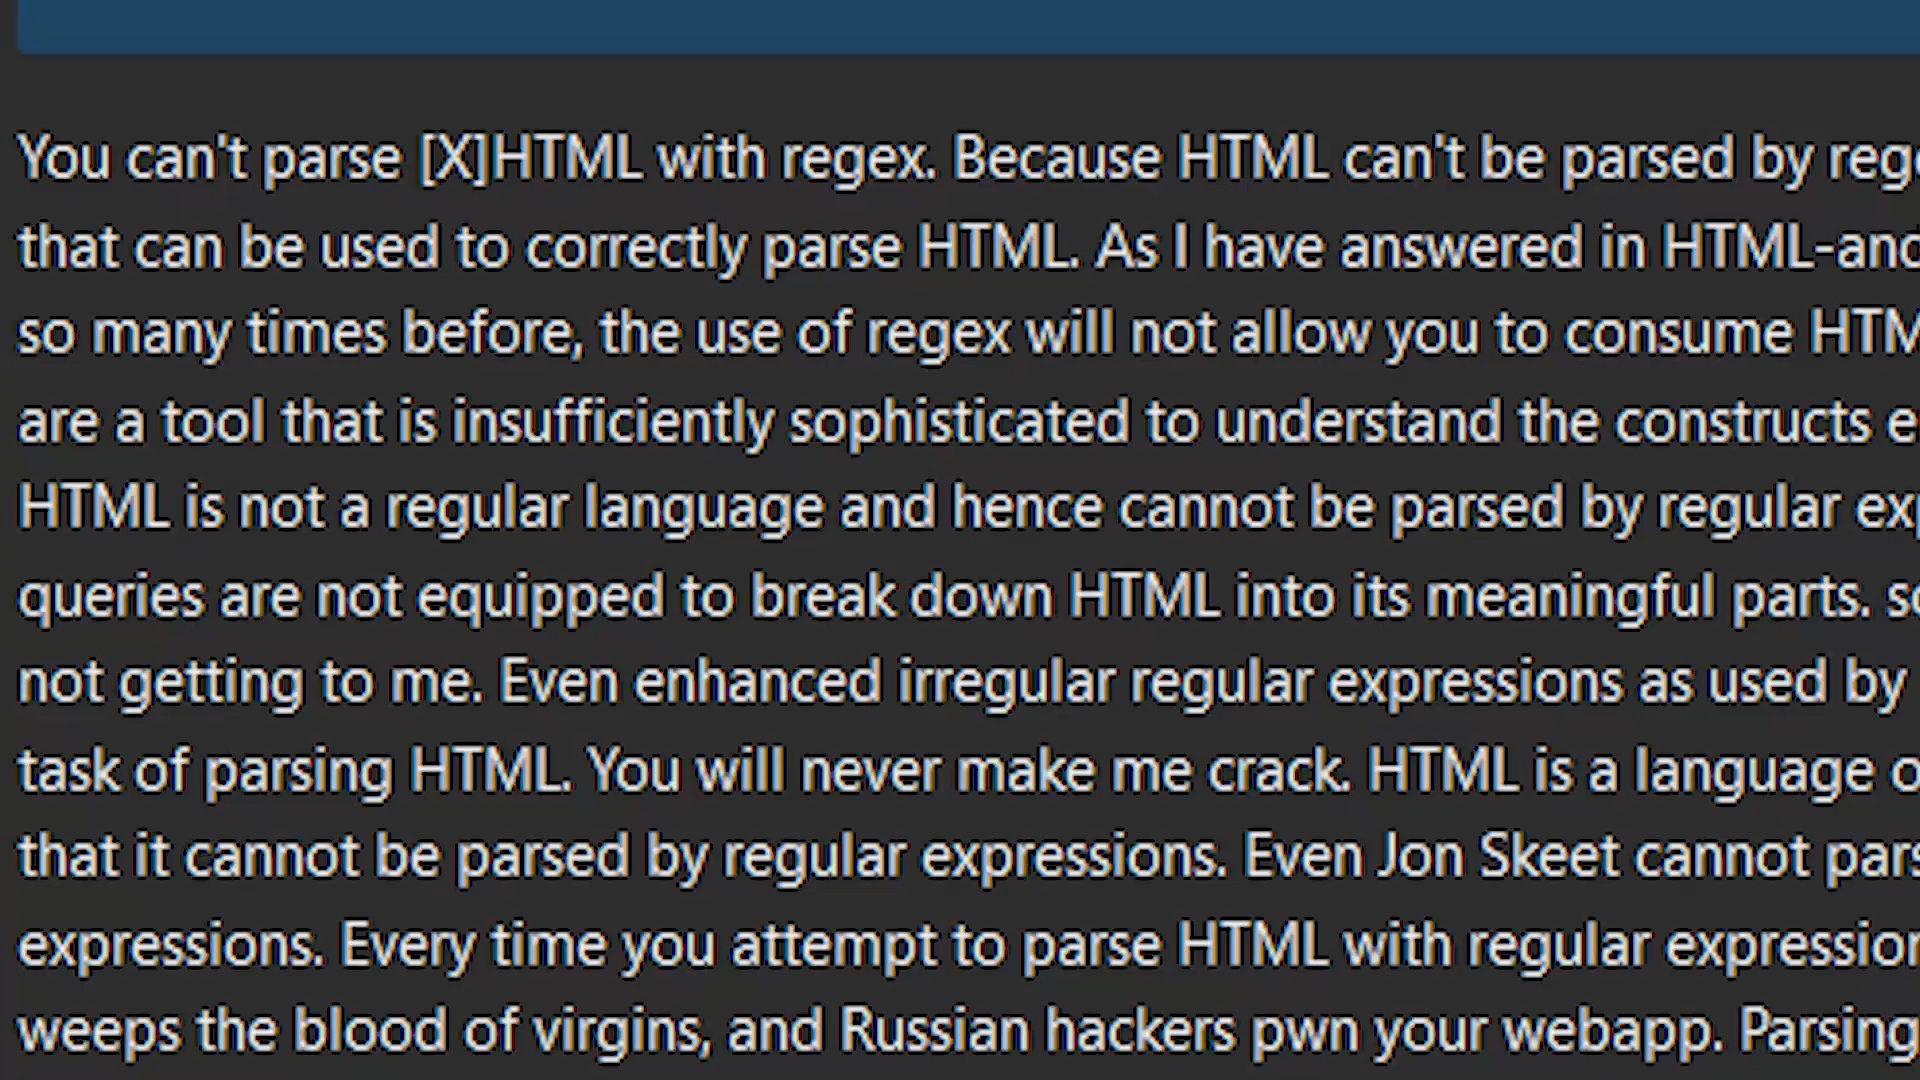 You can't parse [X]HTML with regex. Because HTML can't be parsed by reg
that can be used to correctly parse HTML. As I have answered in HTML-and
so many times before, the use of regex will not allow you to consume HTM
are a tool that is insufficiently sophisticated to understand the constructs e
HTML is not a regular language and hence cannot be parsed by regular exp
queries are not equipped to break down HTML into its meaningful parts. so
not getting to me. Even enhanced irregular regular expressions as used by
task of parsing HTML. You will never make me crack. HTML is a language o
that it cannot be parsed by regular expressions. Even Jon Skeet cannot pars
expressions. Every time you attempt to parse HTML with regular expression
weeps the blood of virgins, and Russian hackers pwn your webapp. Parsing